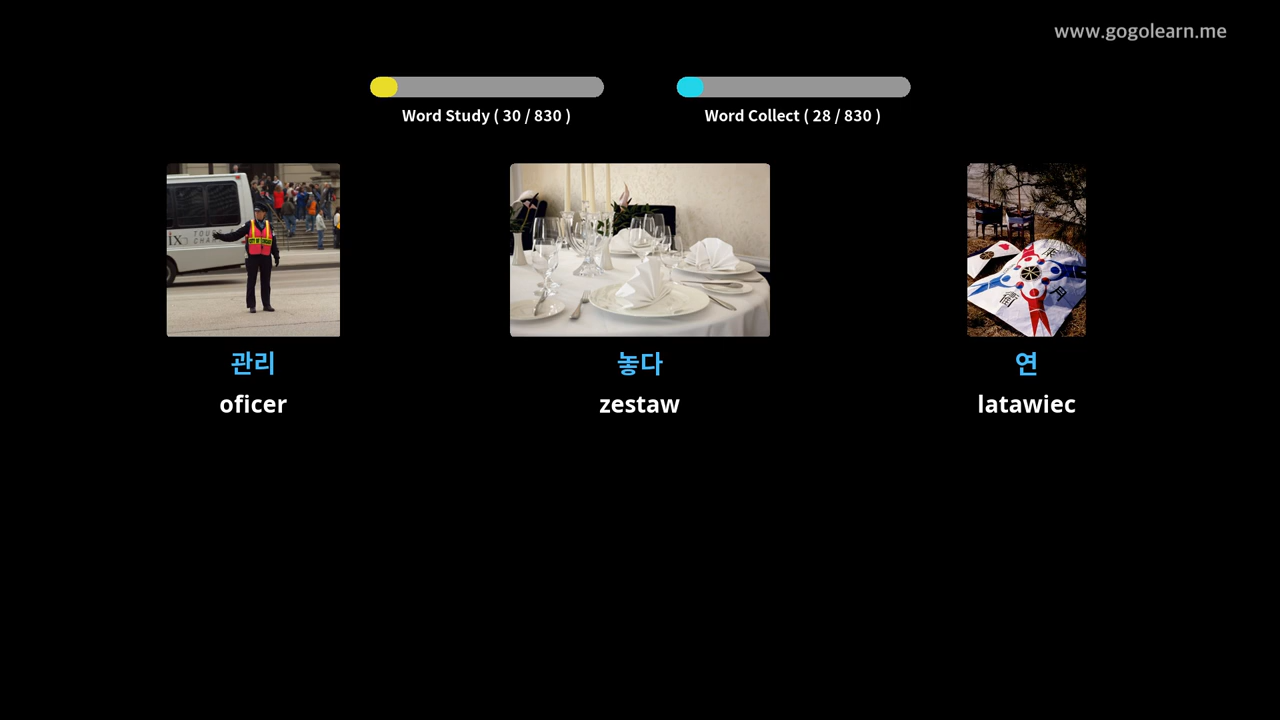 www.gogolearn.me
Word Study ( 30 / 830 )
Word Collect ( 28 / 830 )
관리
놓다
연
oficer
zestaw
latawiec